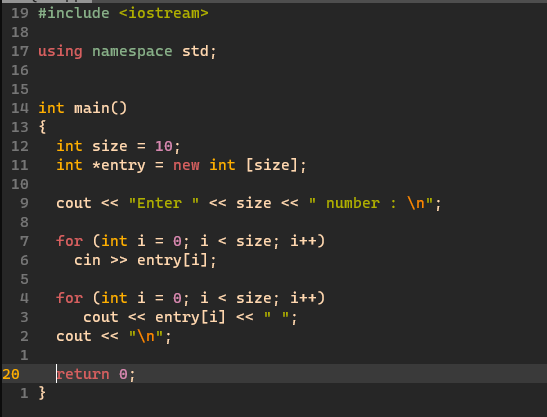 19 #include <iostream>
18
17 using namespace std;
16
15
14 int main()
13 {
12   int size = 10;
11   int *entry = new int [size];
10
9   cout << "Enter " << size << " number : \n";
8
7   for (int i = 0; i < size; i++)
6     cin >> entry[i];
5
4   for (int i = 0; i < size; i++)
3      cout << entry[i] << " ";
2   cout << "\n";
1
20   return 0;
1 }